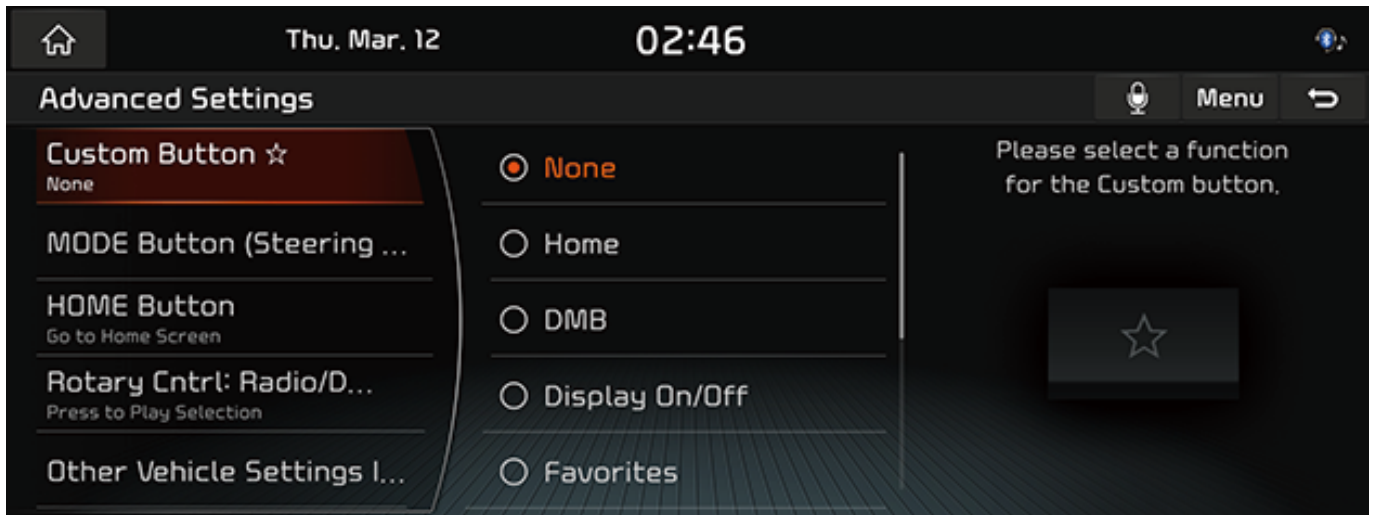 Thu. Mar. 12
02:46
Advanced Settings
Menu
Custom Button ☆
None
MODE Button (Steering ...
HOME Button
Go to Home Screen
Rotary Cntrl: Radio/D...
Press to Play Selection
Other Vehicle Settings I...
None
Home
DMB
Display On/Off
Favorites
Please select a function
for the Custom button.